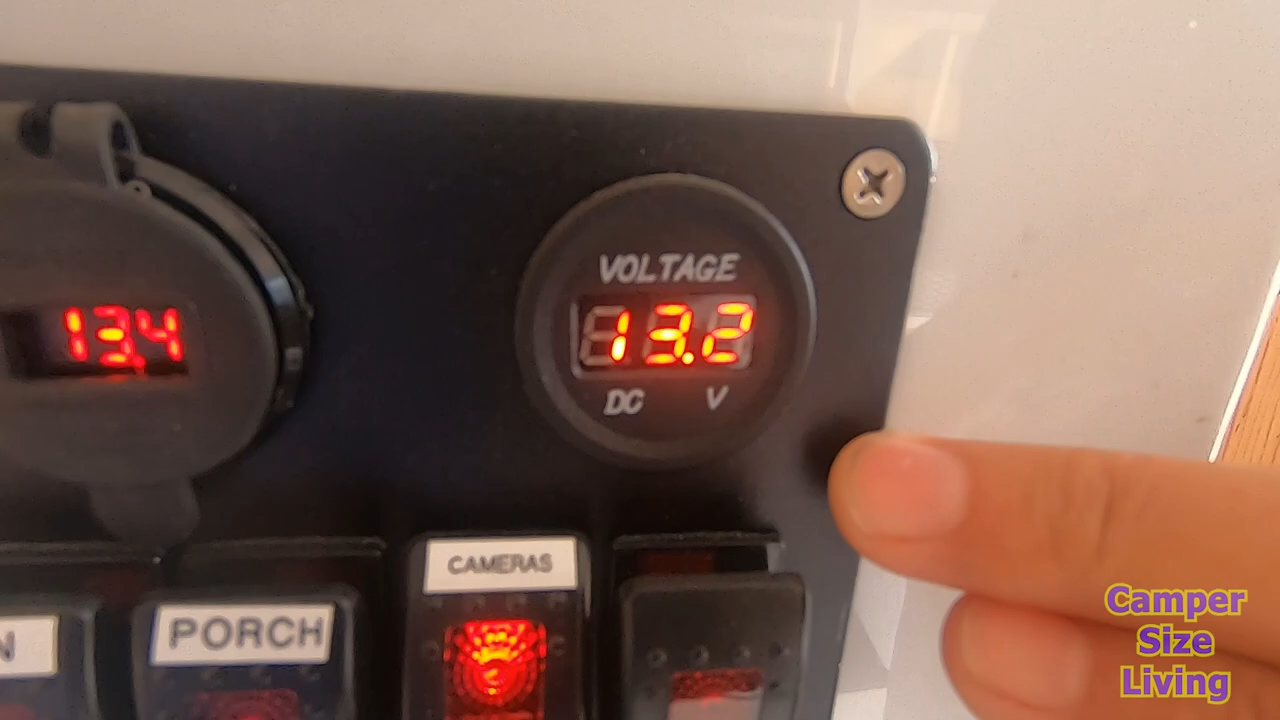 13.4
VOLTAGE
13.2
DC V
CAMERAS
PORCH
N
Camper
Size
Living